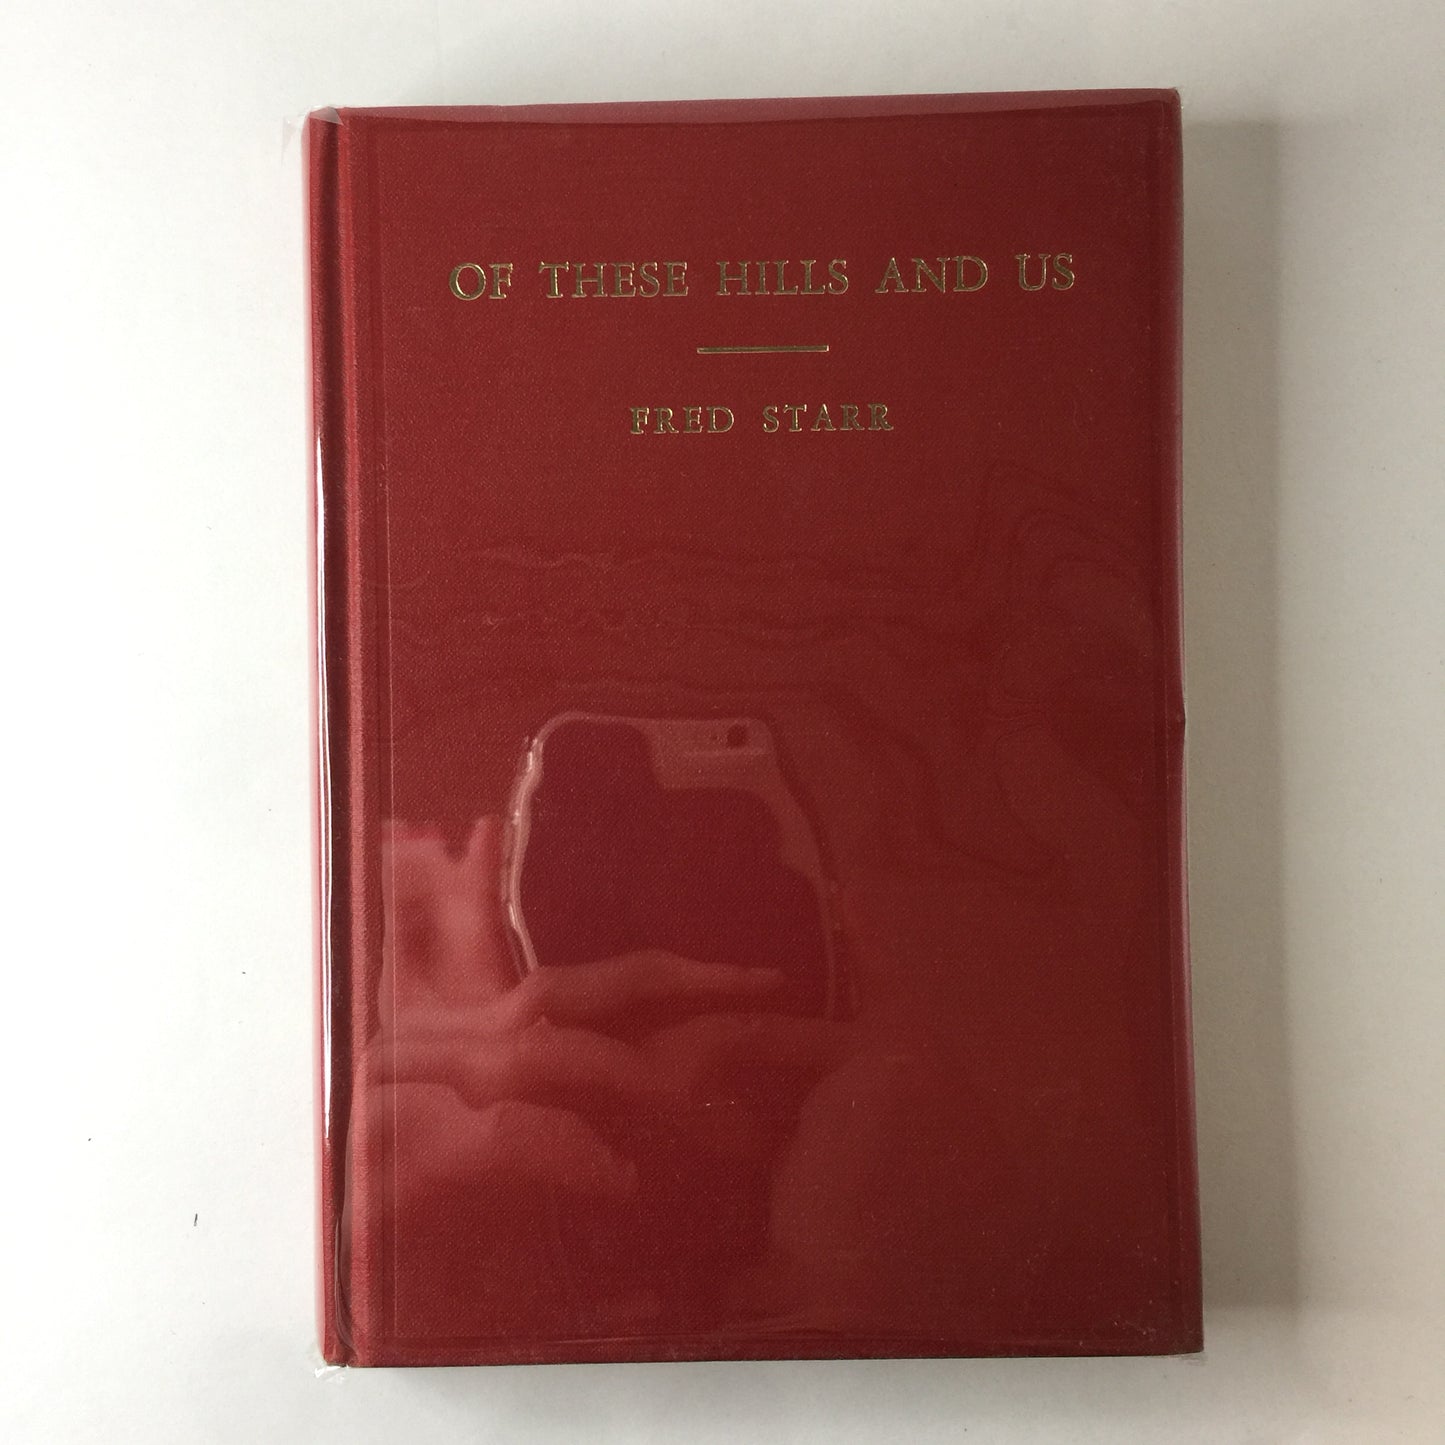 OF THESE HILLS AND US
FRED STARR